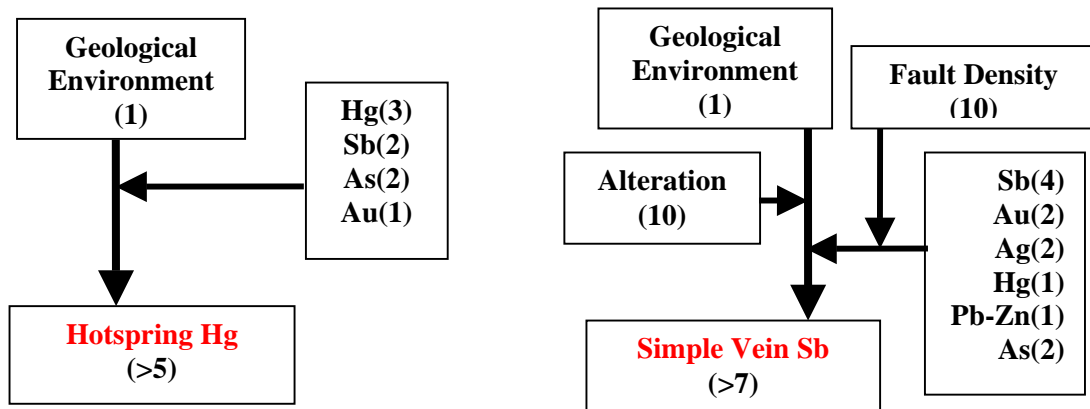 Geological
Environment
(1)
Hg(3)
Sb(2)
As(2)
Au(1)
Hotspring Hg
(>5)
Geological
Environment
(1)
Fault Density
(10)
Alteration
(10)
Sb(4)
Au(2)
Ag(2)
Hg(1)
Pb-Zn(1)
As(2)
Simple Vein Sb
(>7)